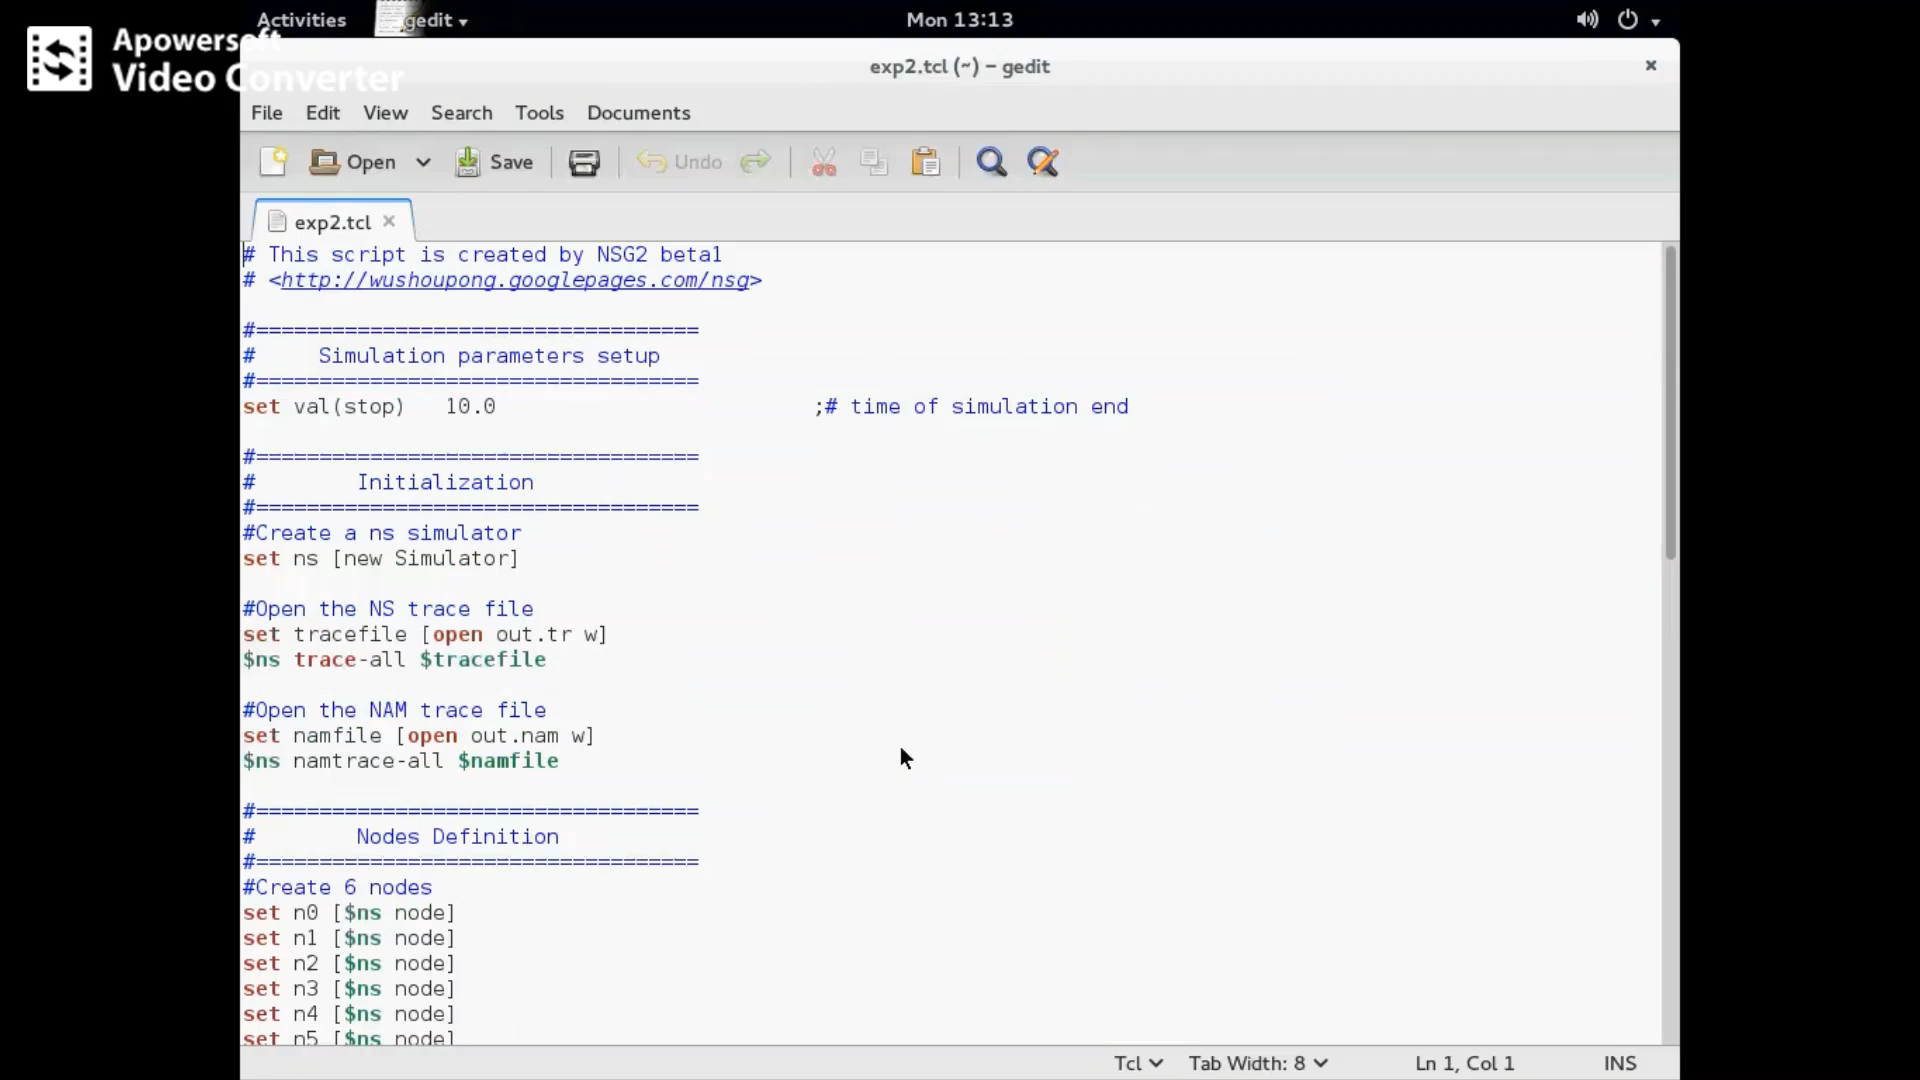 Activities gedit Mon 13:13
Apowersoft
Video Converter
exp2.tcl (~) – gedit
File Edit View Search Tools Documents
Open Save Undo
exp2.tcl
# This script is created by NSG2 beta1
# <http://wushoupong.googlepages.com/nsg>
#===================================
#     Simulation parameters setup
#===================================
set val(stop)   10.0                         ;# time of simulation end
#===================================
#        Initialization
#===================================
#Create a ns simulator
set ns [new Simulator]
#Open the NS trace file
set tracefile [open out.tr w]
$ns trace-all $tracefile
#Open the NAM trace file
set namfile [open out.nam w]
$ns namtrace-all $namfile
#===================================
#        Nodes Definition
#===================================
#Create 6 nodes
set n0 [$ns node]
set n1 [$ns node]
set n2 [$ns node]
set n3 [$ns node]
set n4 [$ns node]
set n5 [$ns node]
Tcl Tab Width: 8 Ln 1, Col 1 INS